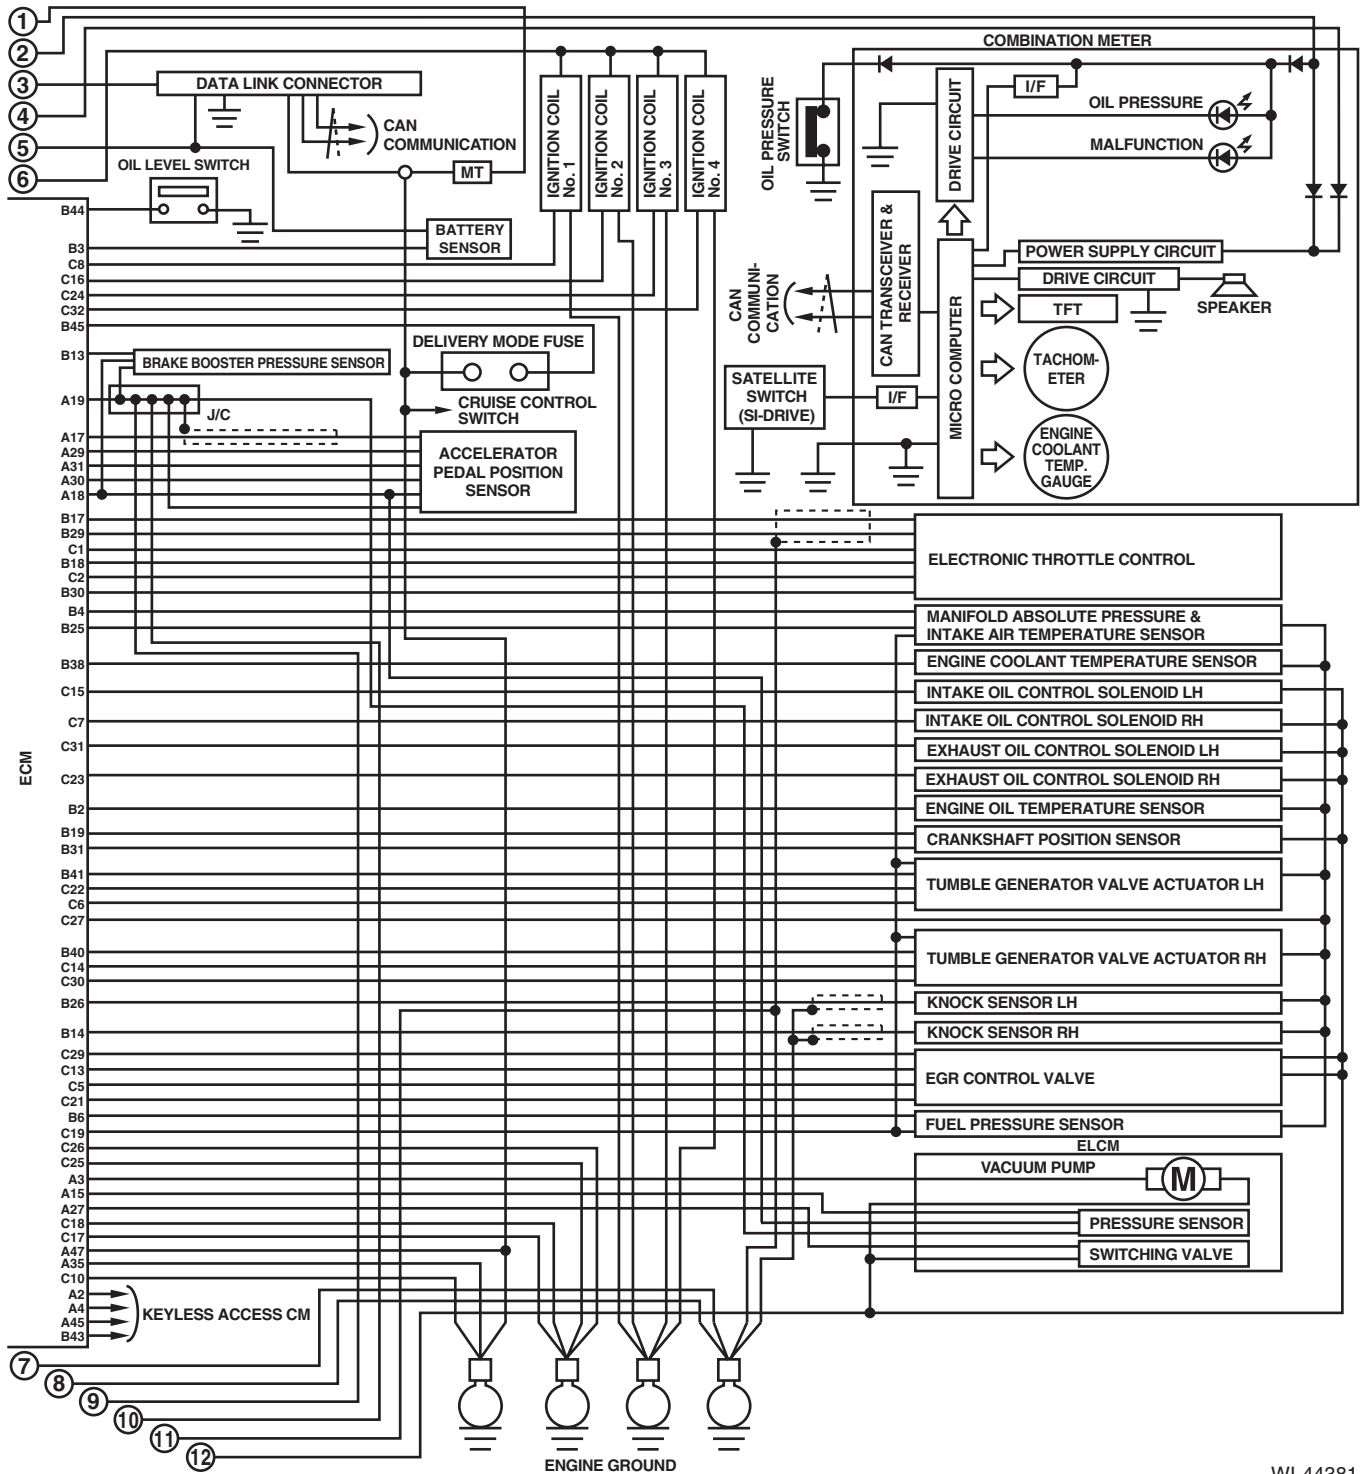 1
2
3
4
5
6
7
8
9
10
11
12
DATA LINK CONNECTOR
CAN
COMMUNICATION
MT
OIL LEVEL SWITCH
BATTERY
SENSOR
IGNITION COIL
No. 1
IGNITION COIL
No. 2
IGNITION COIL
No. 3
IGNITION COIL
No. 4
OIL PRESSURE
SWITCH
COMBINATION METER
DRIVE CIRCUIT
I/F
OIL PRESSURE
MALFUNCTION
CAN TRANSCEIVER &
RECEIVER
MICRO COMPUTER
POWER SUPPLY CIRCUIT
DRIVE CIRCUIT
SPEAKER
TFT
TACHOM-
ETER
ENGINE
COOLANT
TEMP.
GAUGE
CAN
COMMUNI-
CATION
SATELLITE
SWITCH
(SI-DRIVE)
I/F
ECM
B44
B3
C8
C16
C24
C32
B45
B13
A19
A17
A29
A31
A30
A18
B17
B29
C1
B18
C2
B30
B4
B25
B38
C15
C7
C31
C23
B2
B19
B31
B41
C22
C6
C27
B40
C14
C30
B26
B14
C29
C13
C5
C21
B6
C19
C26
C25
A3
A15
A27
C18
C17
A47
A35
C10
A2
A4
A45
B43
BRAKE BOOSTER PRESSURE SENSOR
J/C
DELIVERY MODE FUSE
CRUISE CONTROL
SWITCH
ACCELERATOR
PEDAL POSITION
SENSOR
ELECTRONIC THROTTLE CONTROL
MANIFOLD ABSOLUTE PRESSURE &
INTAKE AIR TEMPERATURE SENSOR
ENGINE COOLANT TEMPERATURE SENSOR
INTAKE OIL CONTROL SOLENOID LH
INTAKE OIL CONTROL SOLENOID RH
EXHAUST OIL CONTROL SOLENOID LH
EXHAUST OIL CONTROL SOLENOID RH
ENGINE OIL TEMPERATURE SENSOR
CRANKSHAFT POSITION SENSOR
TUMBLE GENERATOR VALVE ACTUATOR LH
TUMBLE GENERATOR VALVE ACTUATOR RH
KNOCK SENSOR LH
KNOCK SENSOR RH
EGR CONTROL VALVE
FUEL PRESSURE SENSOR
ELCM
VACUUM PUMP
M
PRESSURE SENSOR
SWITCHING VALVE
KEYLESS ACCESS CM
ENGINE GROUND